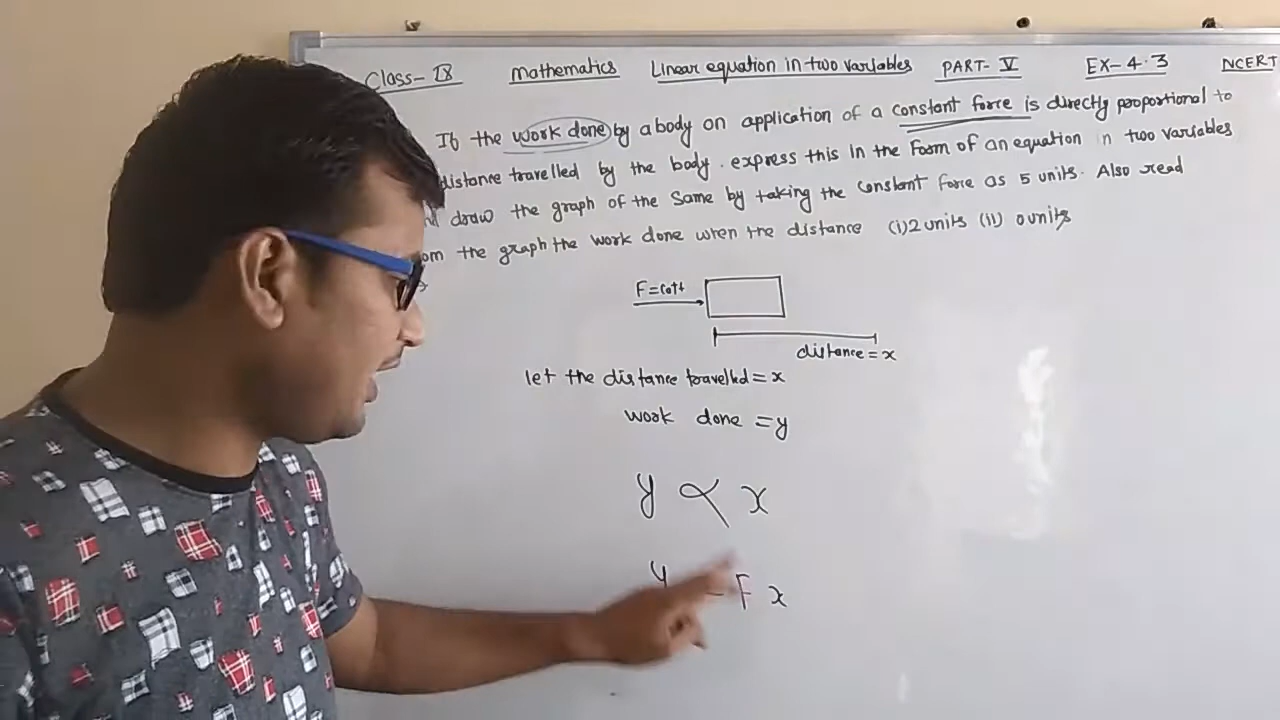 Class-IX Mathematics Linear equation in two variables PART-V EX-4.3 NCERT
If the work done by a body on application of a constant force is directly proportional to
distance travelled by the body. express this in the form of an equation in two variables
draw the graph of the same by taking the constant force as 5 units. Also read
the graph the work done when the distance (i) 2 units (ii) 0 units
F=
distance = x
let the distance travelled = x
work done = y
y ∝ x
y = F x